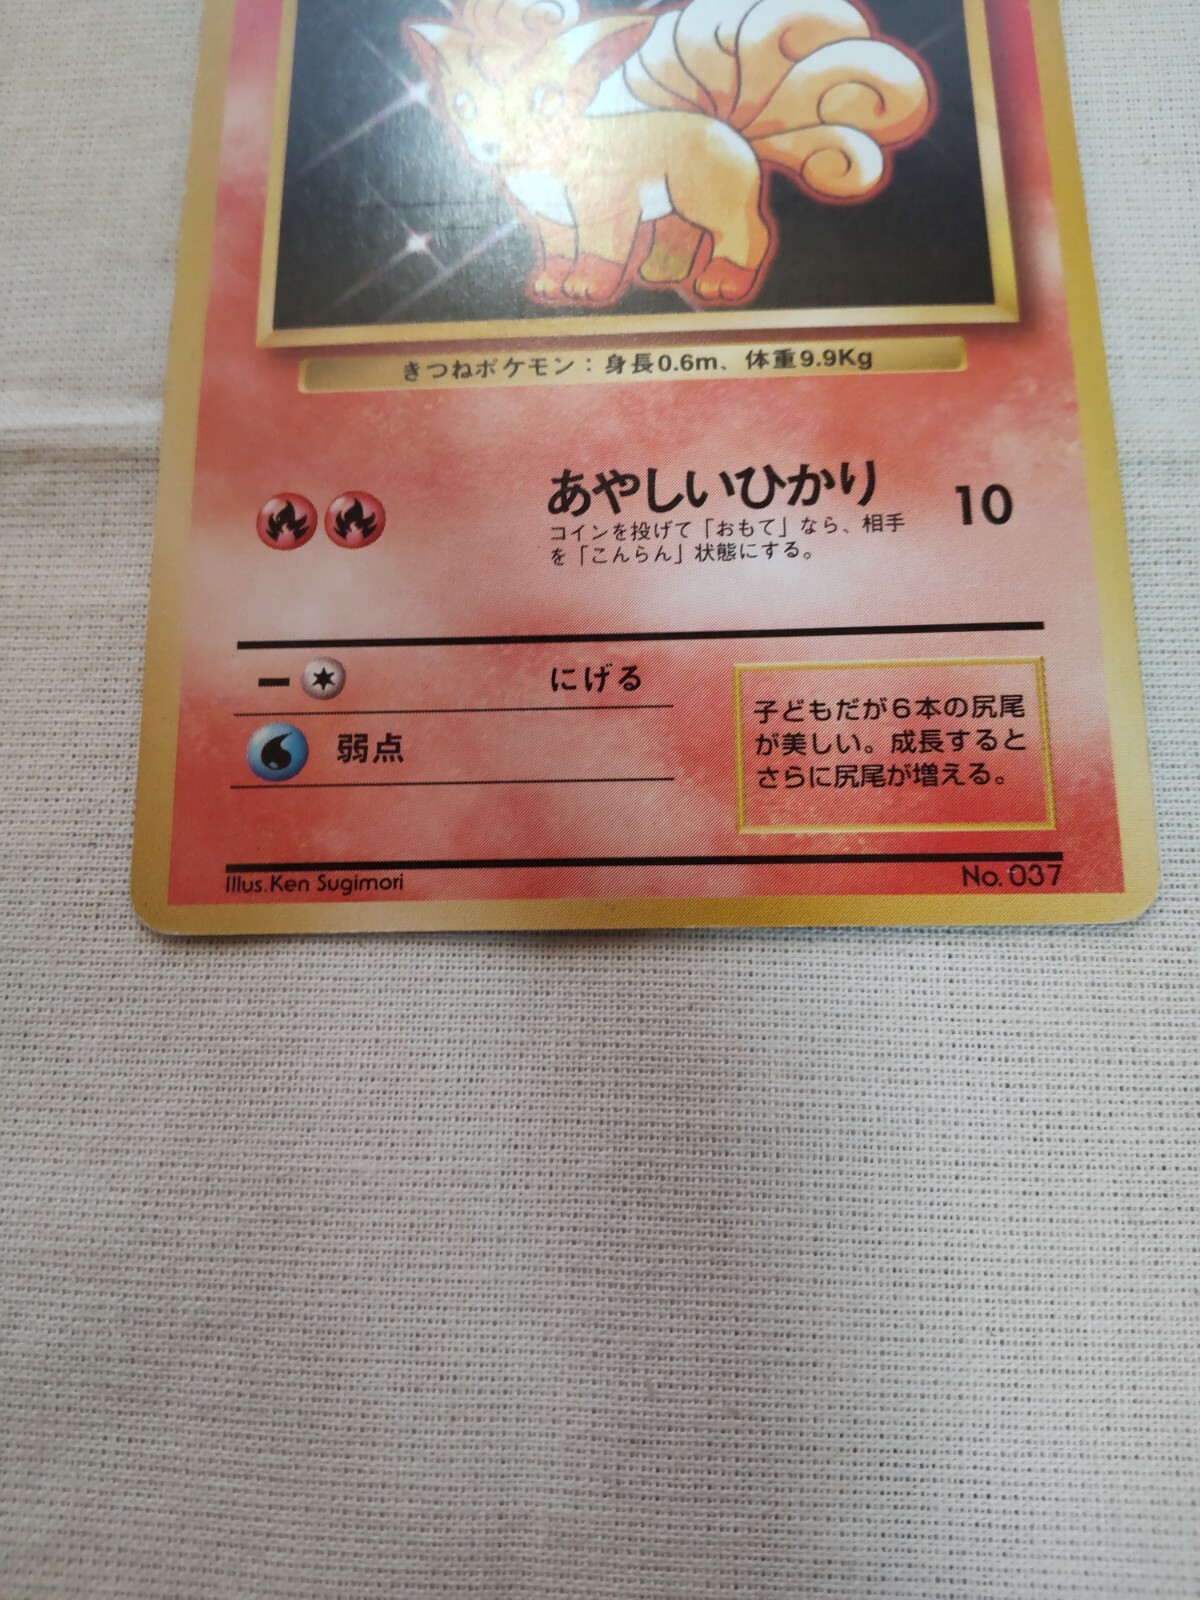 きつねポケモン：身長0.6m、体重9.9Kg
あやしいひかり 10
コインを投げて「おもて」なら、相手
を「こんらん」状態にする。
ー にげる
弱点
子どもだが6本の尻尾
が美しい。成長すると
さらに尻尾が増える。
Illus.Ken Sugimori
No. 037